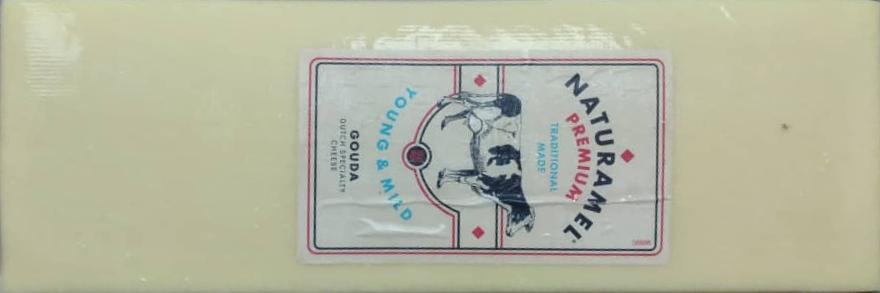 NATURAMEL
PREMIUM
TRADITIONAL
MADE
YOUNG & MILD
GOUDA
DUTCH SPECIALTY
CHEESE